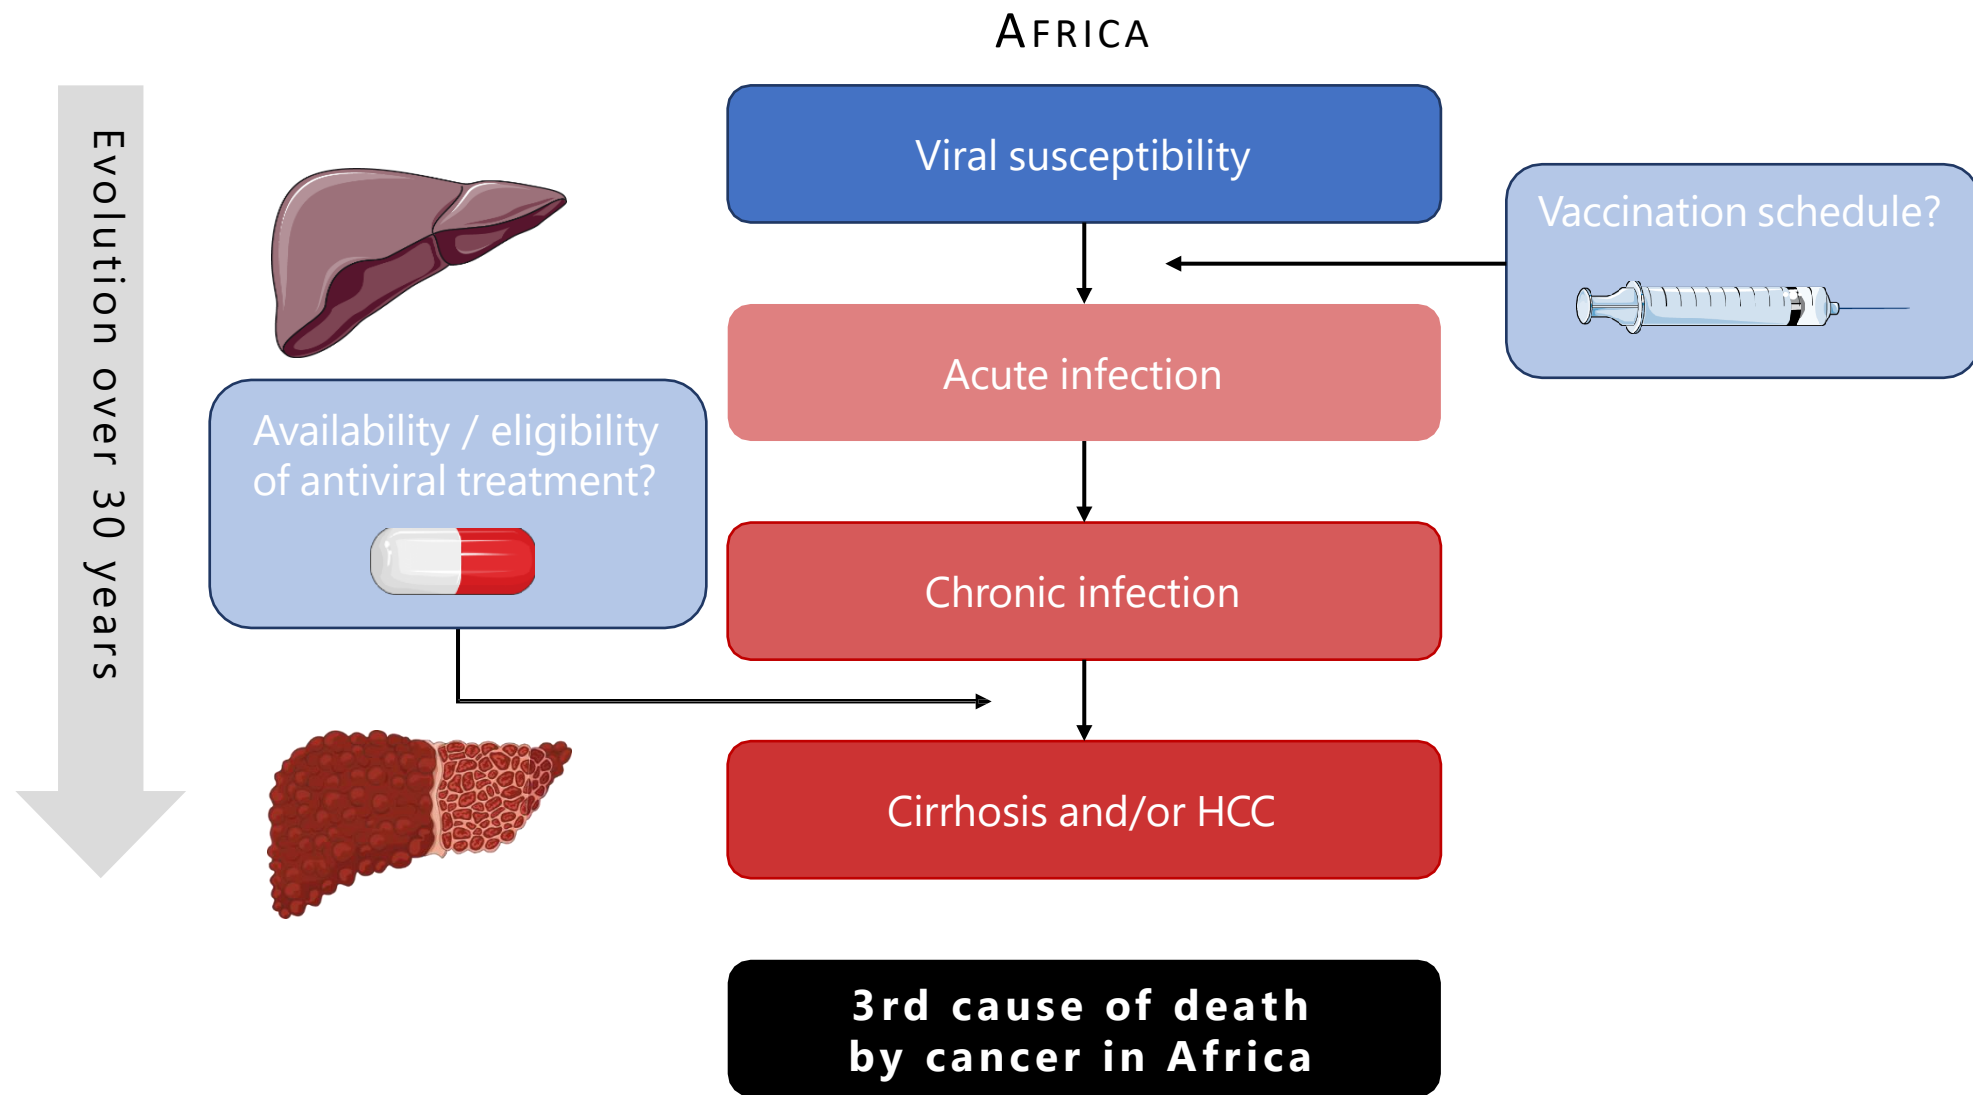 AFRICA
Evolution over 30 years
Viral susceptibility
Vaccination schedule?
Acute infection
Availability / eligibility
of antiviral treatment?
Chronic infection
Cirrhosis and/or HCC
3rd cause of death
by cancer in Africa